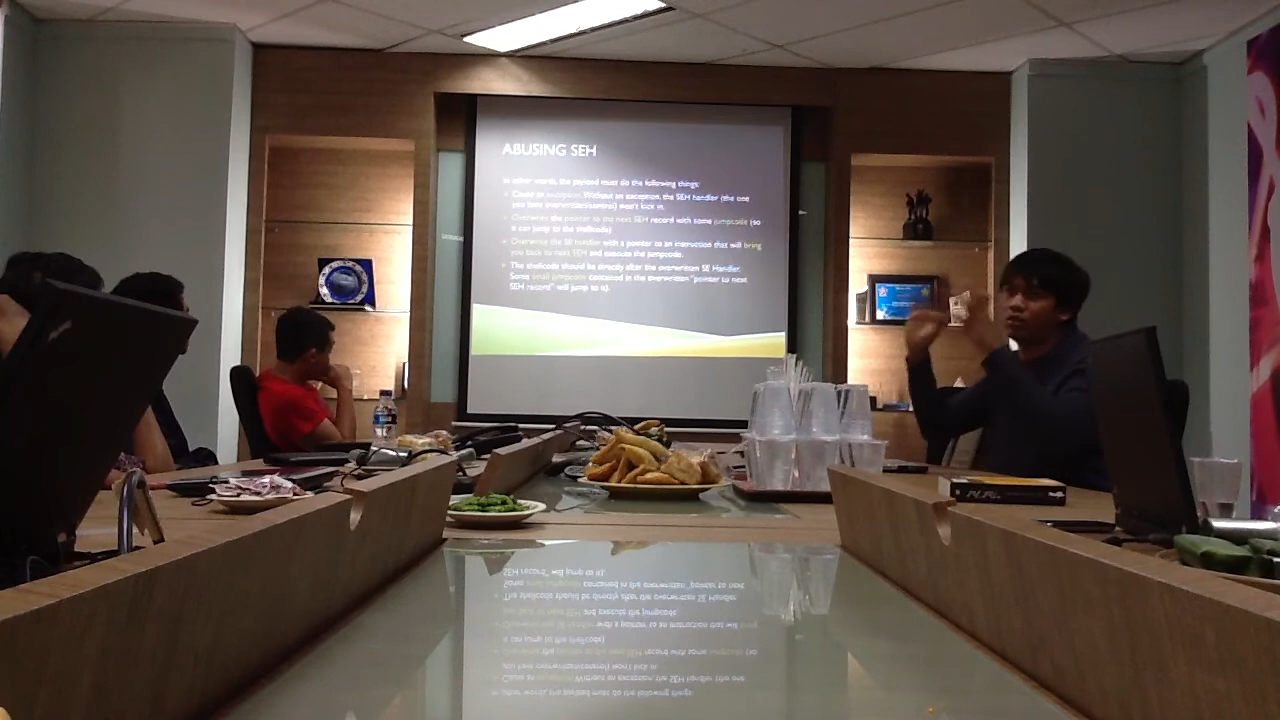 ABUSING SEH
In other words, the payload must do the following things:
Cause an exception. Without an exception, the SEH handler (the one
you have overwritten/control) won't kick in.
Overwrite the pointer to the next SEH record with some jumpcode (so
it can jump to the shellcode)
Overwrite the SE handler with a pointer to an instruction that will bring
you back to next SEH and execute the jumpcode.
The shellcode should be directly after the overwritten SE Handler.
Some small jumpcode contained in the overwritten "pointer to next
SEH record" will jump to it).